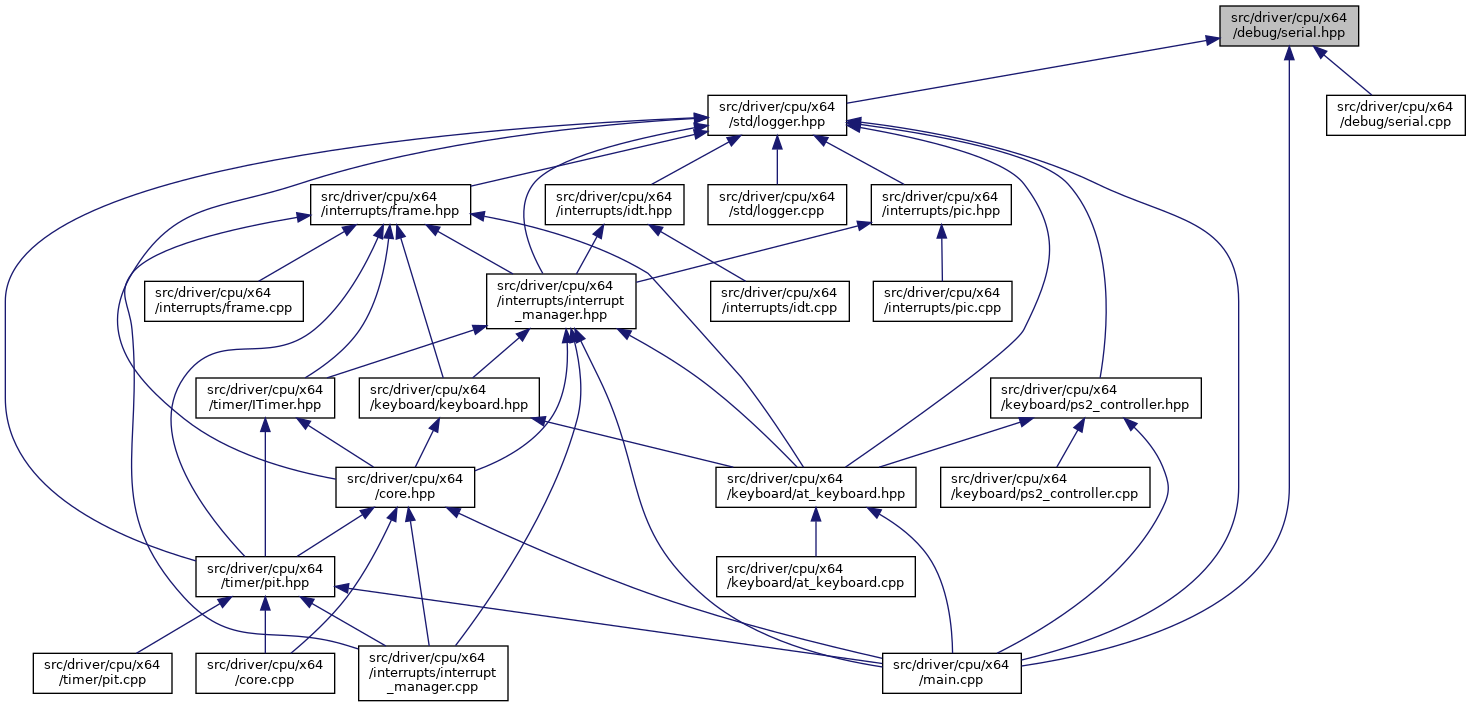 src/driver/cpu/x64
/debug/serial.hpp
src/driver/cpu/x64
/std/logger.hpp
src/driver/cpu/x64
/debug/serial.cpp
src/driver/cpu/x64
/interrupts/frame.hpp
src/driver/cpu/x64
/interrupts/idt.hpp
src/driver/cpu/x64
/std/logger.cpp
src/driver/cpu/x64
/interrupts/pic.hpp
src/driver/cpu/x64
/interrupts/frame.cpp
src/driver/cpu/x64
/interrupts/interrupt
_manager.hpp
src/driver/cpu/x64
/interrupts/idt.cpp
src/driver/cpu/x64
/interrupts/pic.cpp
src/driver/cpu/x64
/timer/ITimer.hpp
src/driver/cpu/x64
/keyboard/keyboard.hpp
src/driver/cpu/x64
/keyboard/ps2_controller.hpp
src/driver/cpu/x64
/core.hpp
src/driver/cpu/x64
/keyboard/at_keyboard.hpp
src/driver/cpu/x64
/keyboard/ps2_controller.cpp
src/driver/cpu/x64
/timer/pit.hpp
src/driver/cpu/x64
/keyboard/at_keyboard.cpp
src/driver/cpu/x64
/timer/pit.cpp
src/driver/cpu/x64
/core.cpp
src/driver/cpu/x64
/interrupts/interrupt
_manager.cpp
src/driver/cpu/x64
/main.cpp